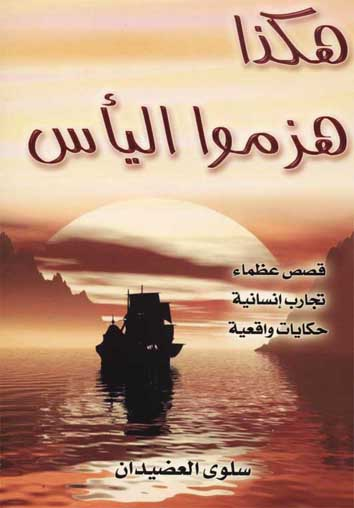 هكذا
هزموا اليأس
قصص عظماء
تجارب إنسانية
حكايات واقعية
سلوى العضيدان